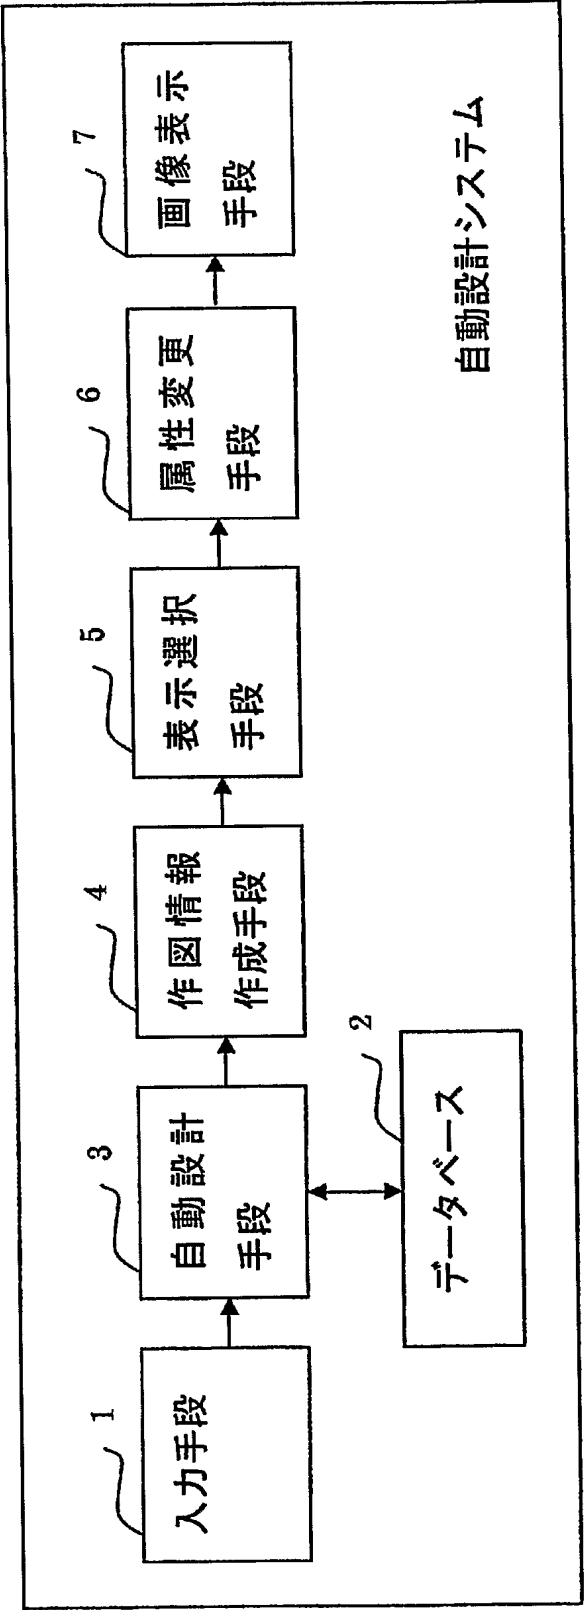 1
入力手段
3
自動設計
手段
4
作図情報
作成手段
5
表示選択
手段
6
属性変更
手段
7
画像表示
手段
2
データベース
自動設計システム